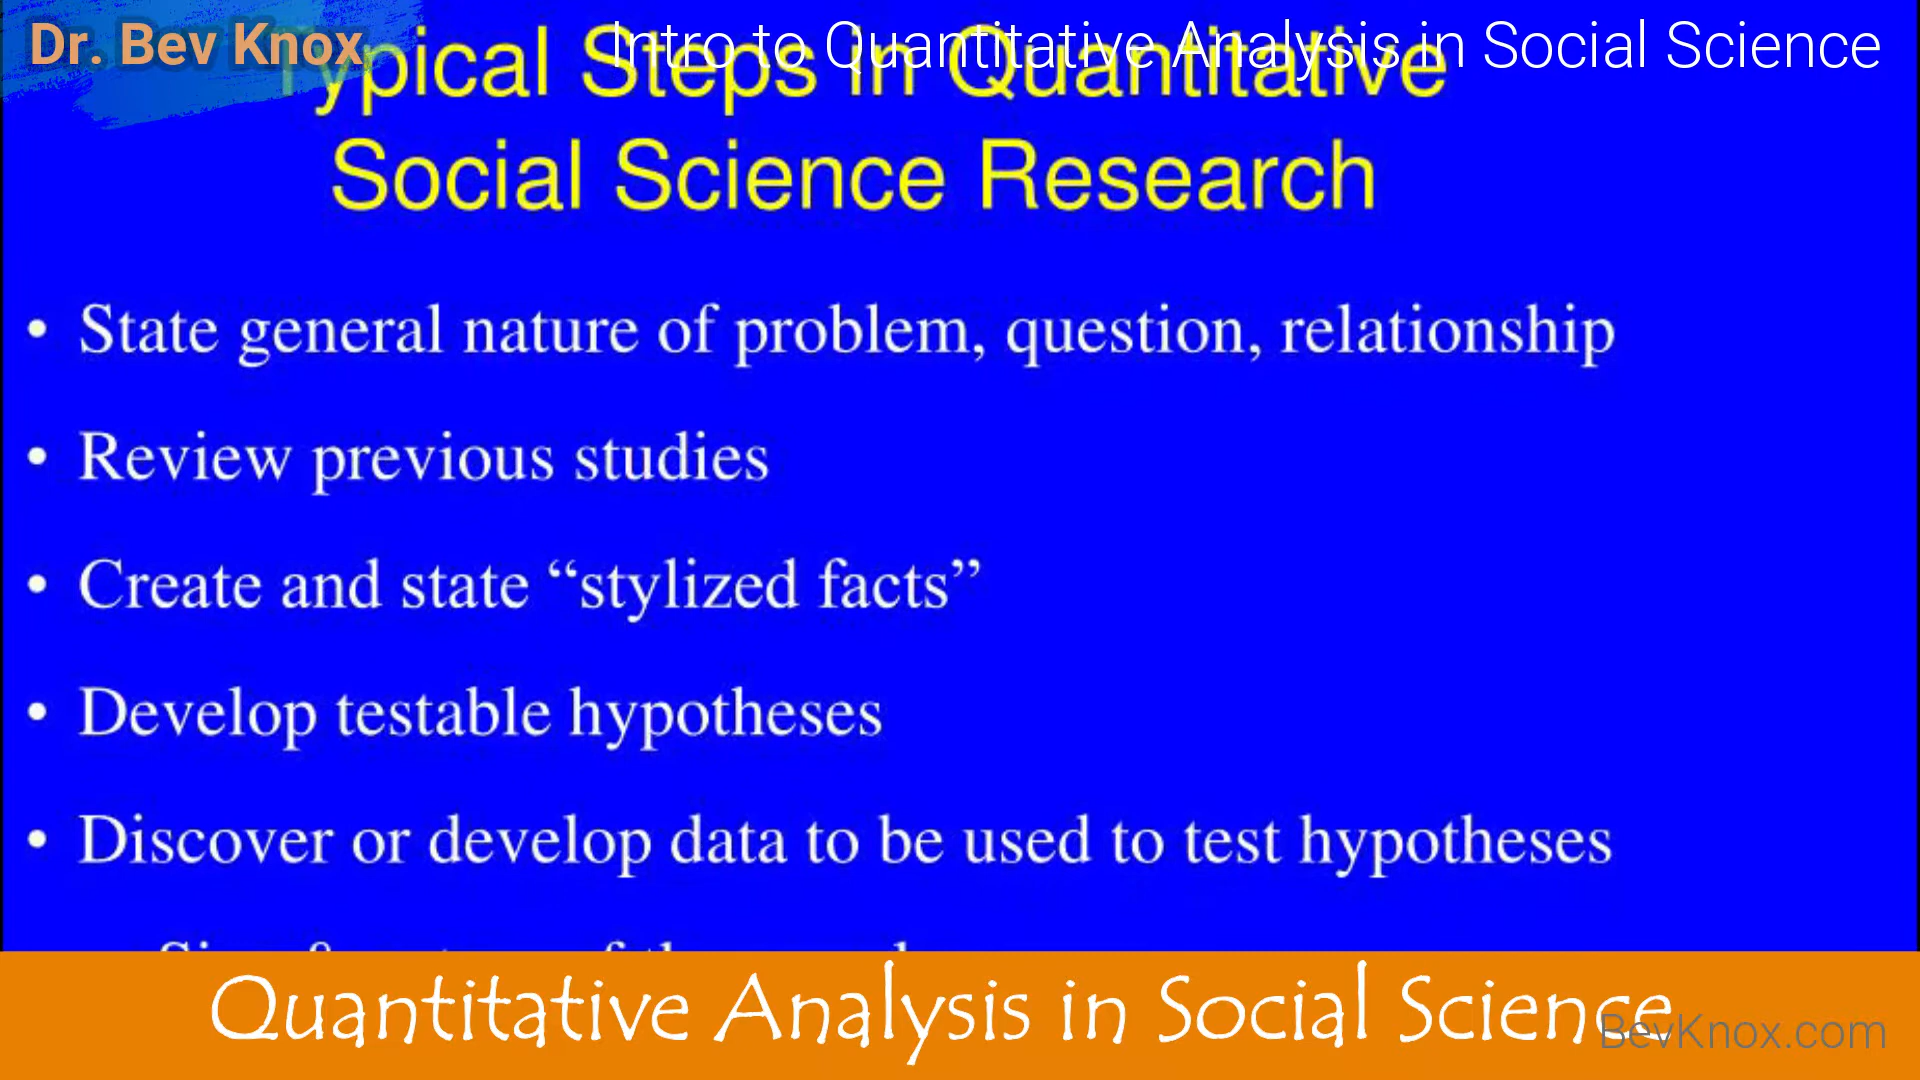 Dr. Bev Knox
Intro to Quantitative Analysis in Social Science
Typical Steps in Quantitative
Social Science Research
• State general nature of problem, question, relationship
• Review previous studies
• Create and state “stylized facts”
• Develop testable hypotheses
• Discover or develop data to be used to test hypotheses
Quantitative Analysis in Social Science
BevKnox.com